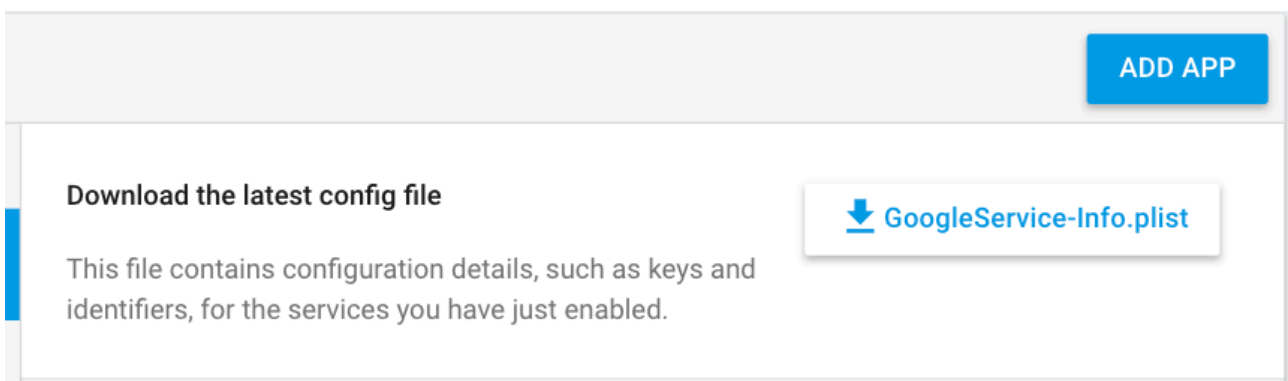 ADD APP
Download the latest config file
GoogleService-Info.plist
This file contains configuration details, such as keys and
identifiers, for the services you have just enabled.